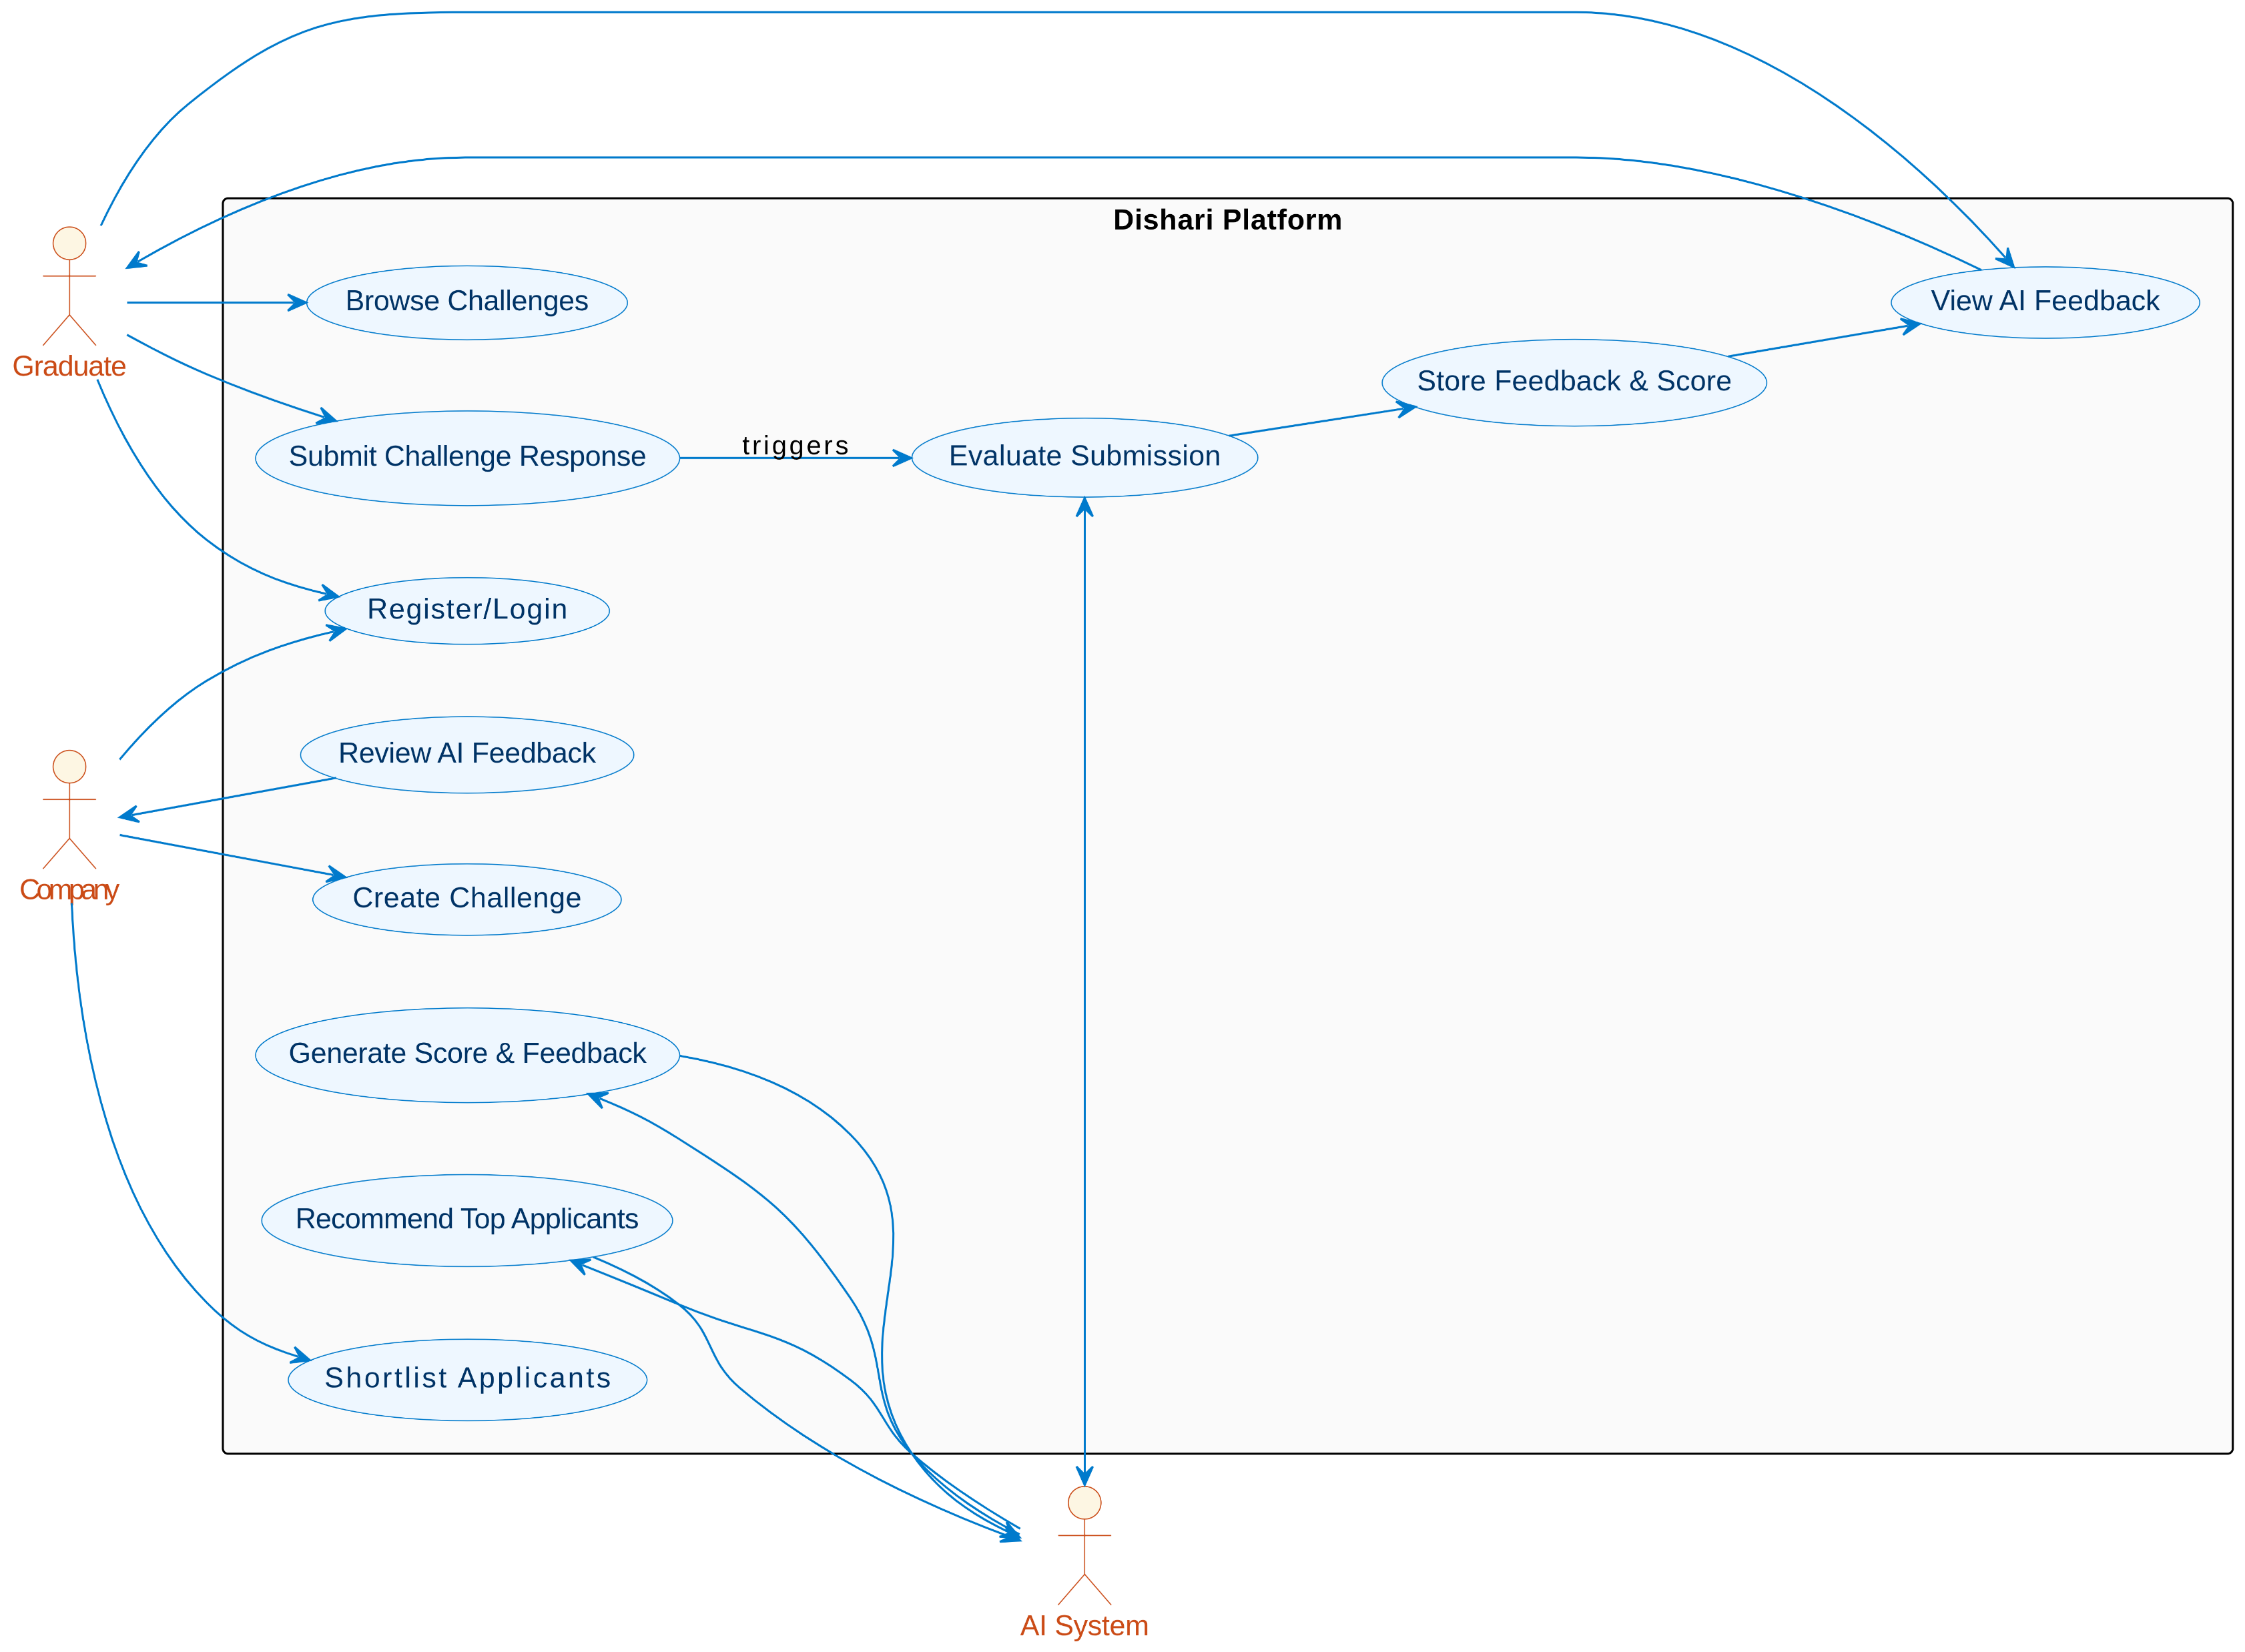 Dishari Platform
Graduate
Browse Challenges
View AI Feedback
Store Feedback & Score
Submit Challenge Response
triggers
Evaluate Submission
Register/Login
Review AI Feedback
Company
Create Challenge
Generate Score & Feedback
Recommend Top Applicants
Shortlist Applicants
AI System